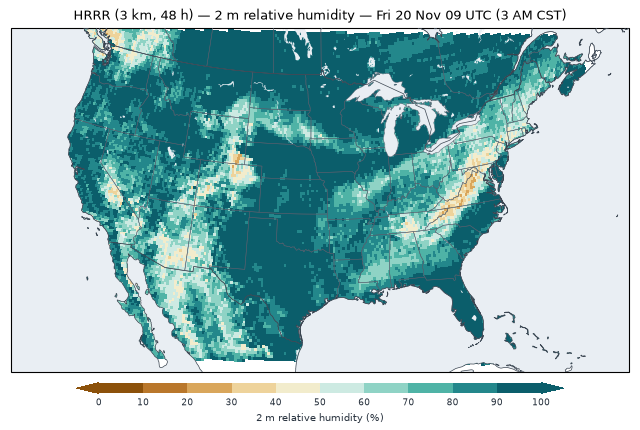 HRRR (3 km, 48 h) — 2 m relative humidity — Fri 20 Nov 09 UTC (3 AM CST)
0 10 20 30 40 50 60 70 80 90 100
2 m relative humidity (%)